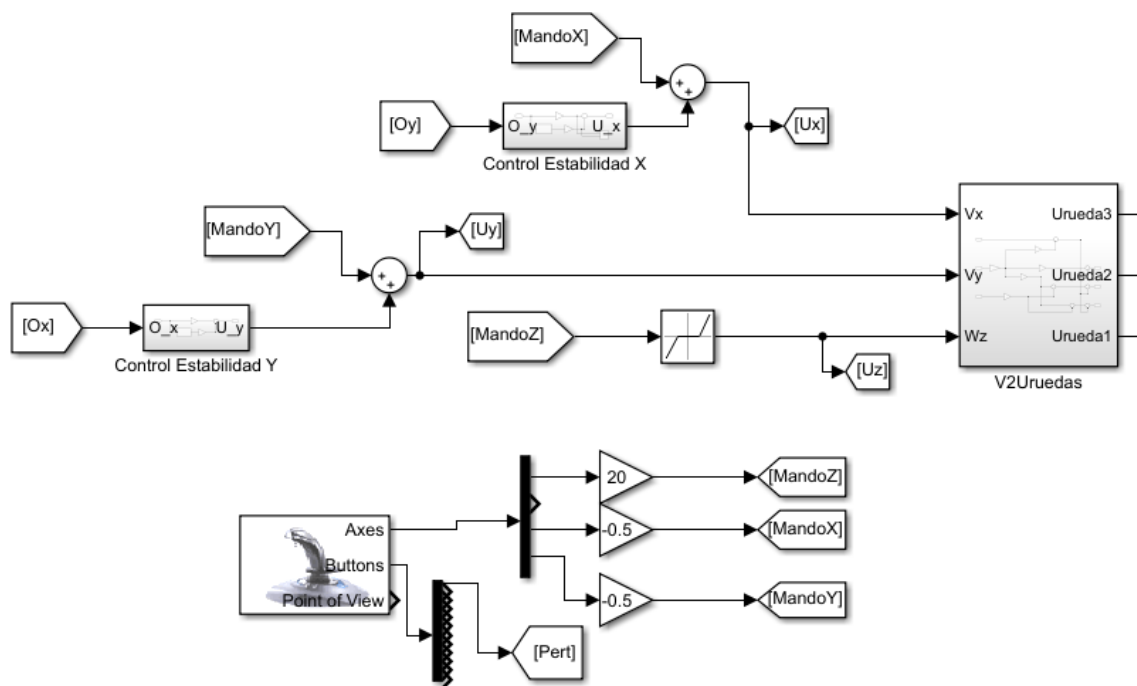 [MandoX]
[Oy]
O_y
U_x
Control Estabilidad X
[Ux]
[MandoY]
[Uy]
[Ox]
O_x
U_y
Control Estabilidad Y
[MandoZ]
[Uz]
Vx
Vy
Wz
Urueda3
Urueda2
Urueda1
V2Uruedas
Axes
Buttons
Point of View
20
-0.5
-0.5
[MandoZ]
[MandoX]
[MandoY]
[Pert]